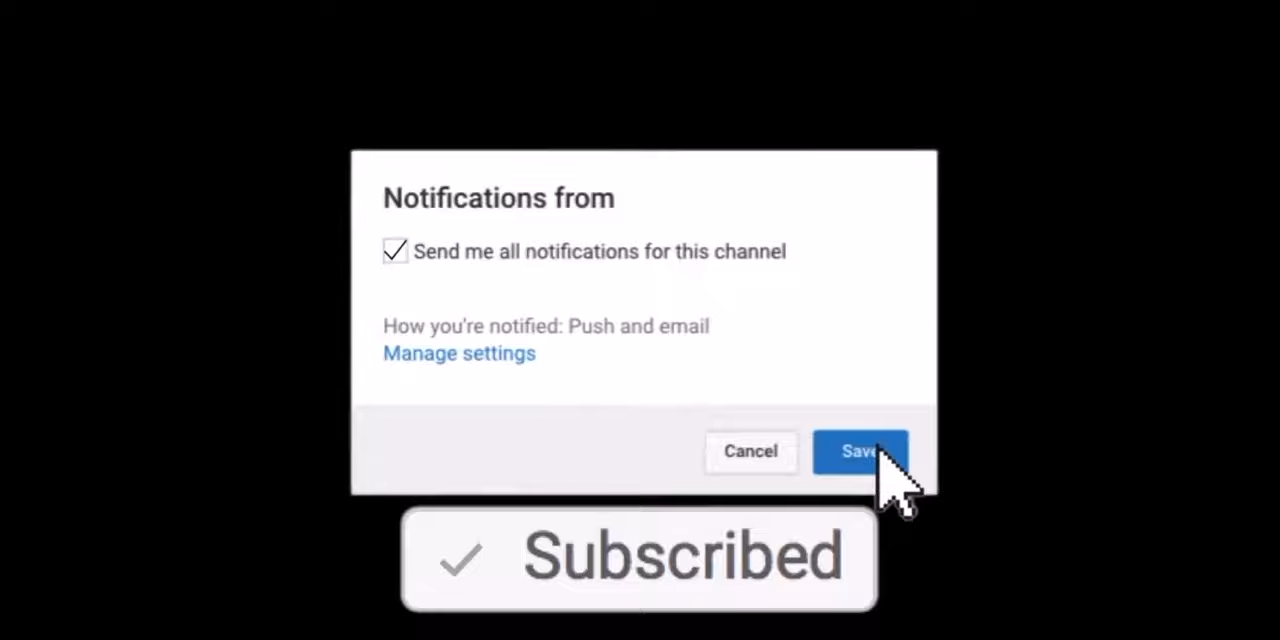 Notifications from
Send me all notifications for this channel
How you're notified: Push and email
Manage settings
Cancel Save
Subscribed